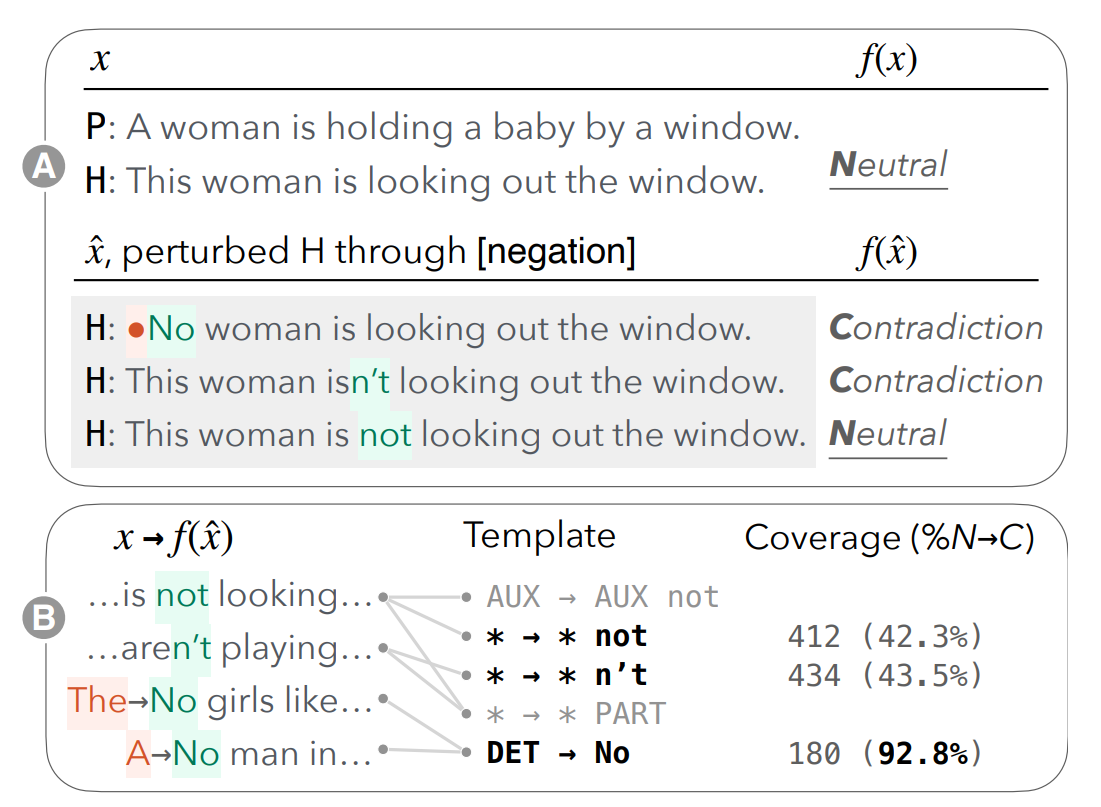 A
x f(x)
P: A woman is holding a baby by a window.
H: This woman is looking out the window.
Neutral
x̂, perturbed H through [negation] f(x̂)
H: •No woman is looking out the window. Contradiction
H: This woman isn’t looking out the window. Contradiction
H: This woman is not looking out the window. Neutral
B
x → f(x̂) Template Coverage (%N→C)
...is not looking... AUX → AUX not
* → * not 412 (42.3%)
...aren’t playing...
* → * n’t 434 (43.5%)
The→No girls like...
* → * PART
A→No man in... DET → No 180 (92.8%)